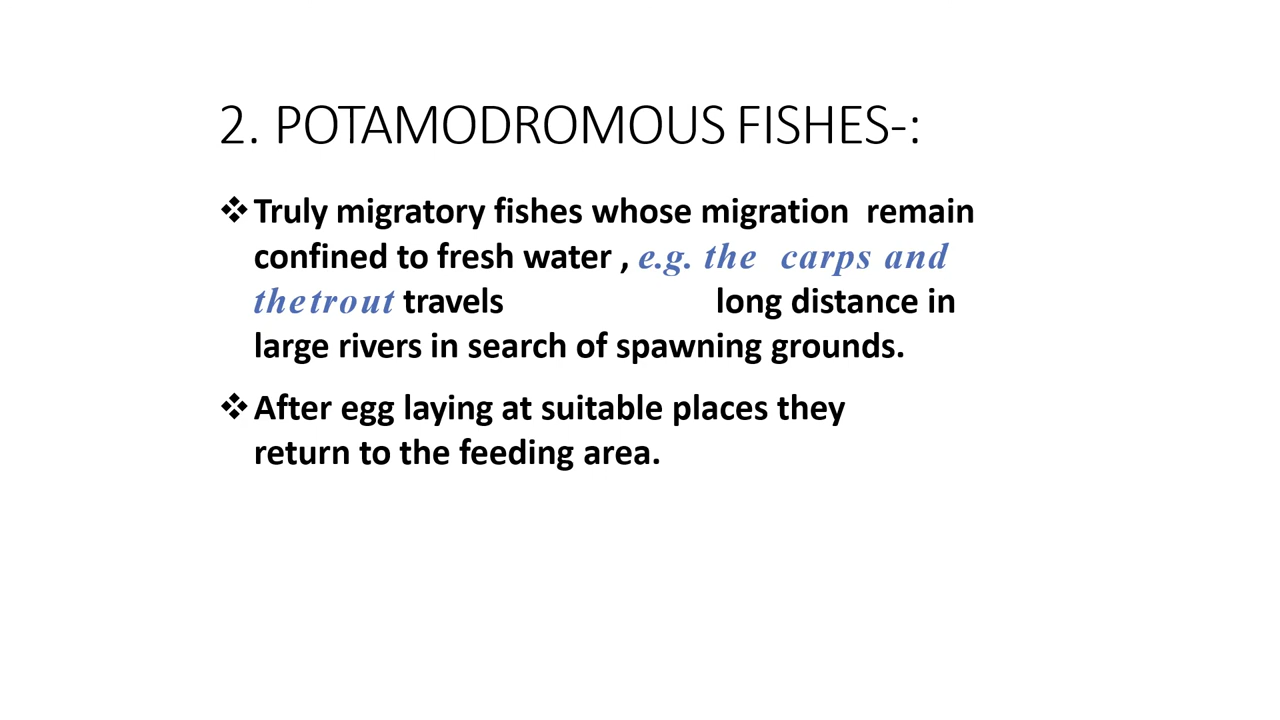 2. POTAMODROMOUS FISHES-:
❖ Truly migratory fishes whose migration remain
confined to fresh water , e.g. the carps and
thetrout travels long distance in
large rivers in search of spawning grounds.
❖ After egg laying at suitable places they
return to the feeding area.